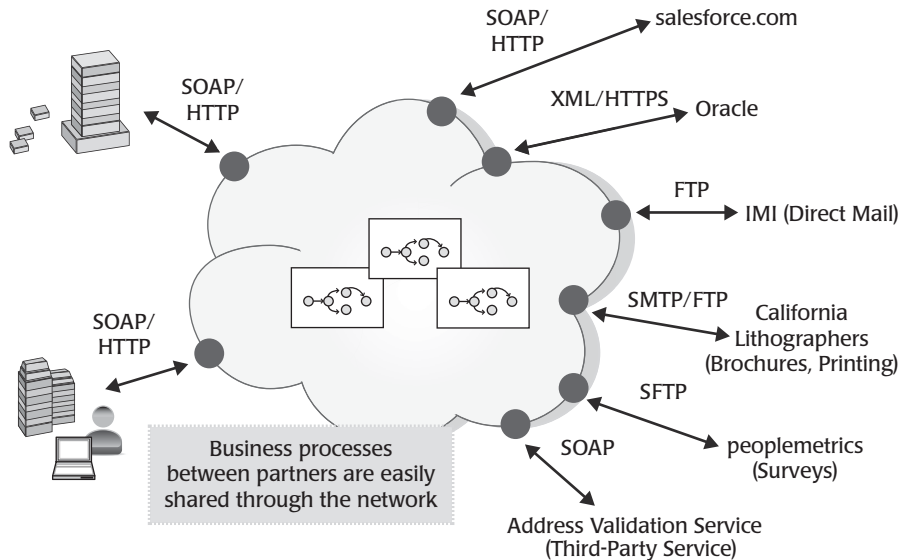 SOAP/
HTTP
salesforce.com
SOAP/
HTTP
XML/HTTPS
Oracle
FTP
IMI (Direct Mail)
SMTP/FTP
California
Lithographers
(Brochures, Printing)
SOAP/
HTTP
SFTP
peoplemetrics
(Surveys)
SOAP
Business processes
between partners are easily
shared through the network
Address Validation Service
(Third-Party Service)